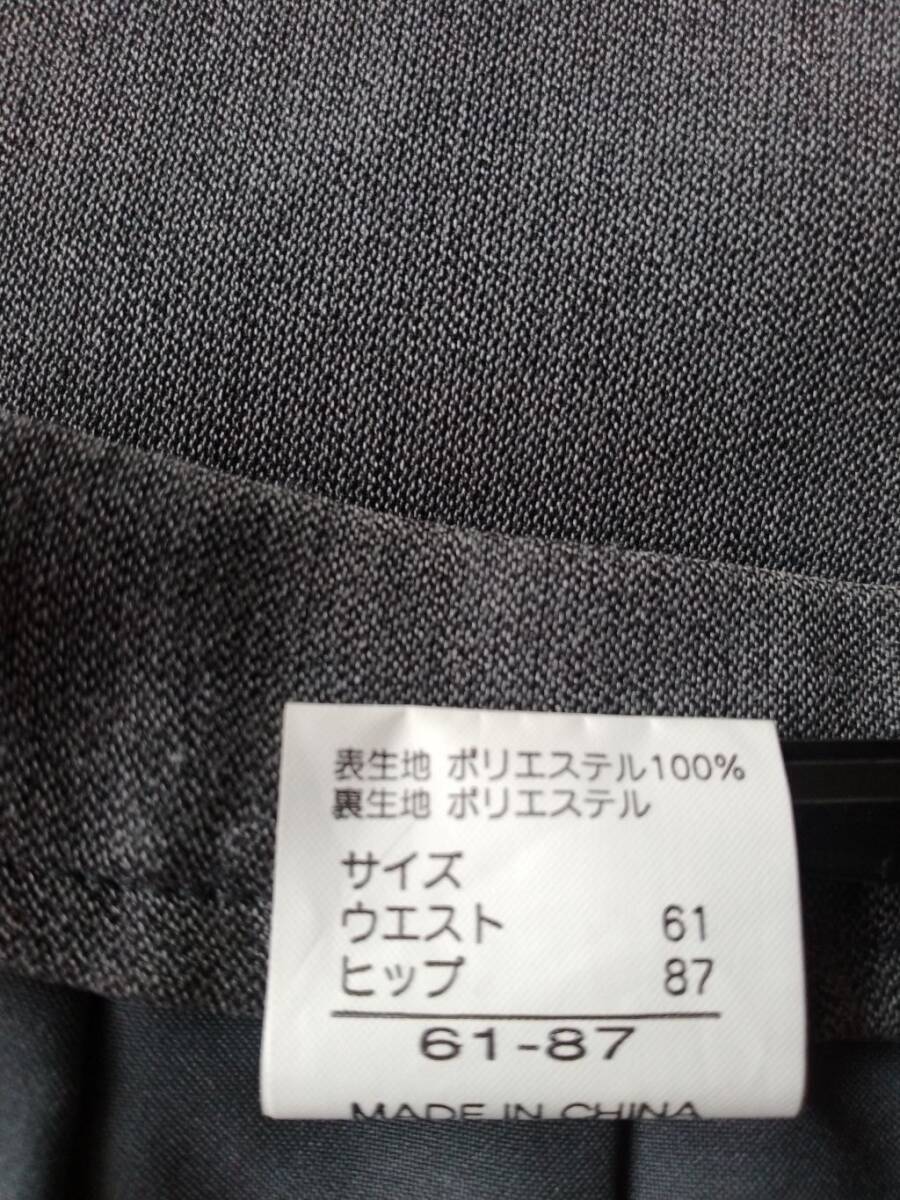 表生地 ポリエステル100%
裏生地 ポリエステル
サイズ
ウエスト 61
ヒップ 87
61-87
MADE IN CHINA